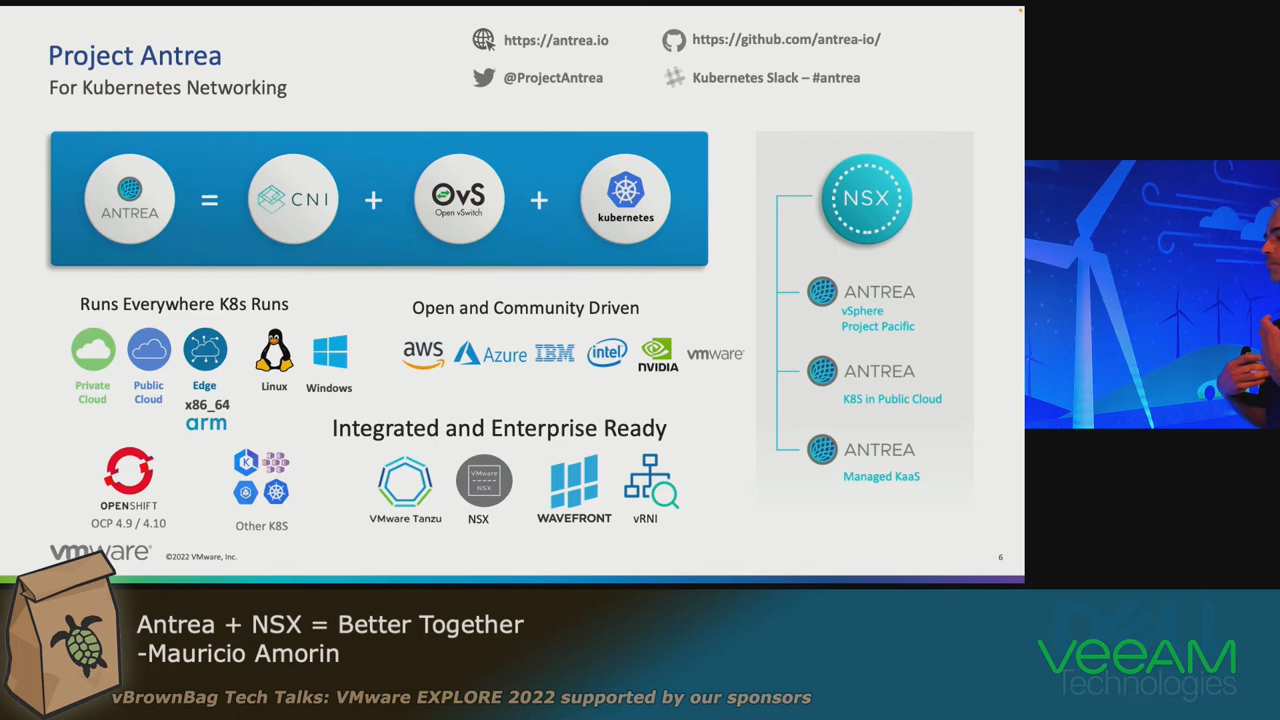 Project Antrea
For Kubernetes Networking
https://antrea.io
https://github.com/antrea-io/
@ProjectAntrea
Kubernetes Slack – #antrea
ANTREA
=
CNI
+
OVS
Open vSwitch
+
kubernetes
NSX
ANTREA
vSphere
Project Pacific
ANTREA
K8S in Public Cloud
ANTREA
Managed KaaS
Runs Everywhere K8s Runs
Private
Cloud
Public
Cloud
Edge
x86_64
arm
Linux
Windows
Open and Community Driven
aws
Azure
IBM
intel
NVIDIA
vmware
Integrated and Enterprise Ready
OPENSHIFT
OCP 4.9 / 4.10
Other K8S
VMware Tanzu
VMware
NSX
NSX
WAVEFRONT
vRNI
vmware
©2022 VMware, Inc.
6
Antrea + NSX = Better Together
-Mauricio Amorin
vBrownBag Tech Talks: VMware EXPLORE 2022 supported by our sponsors
veeAM
DELL
Technologies